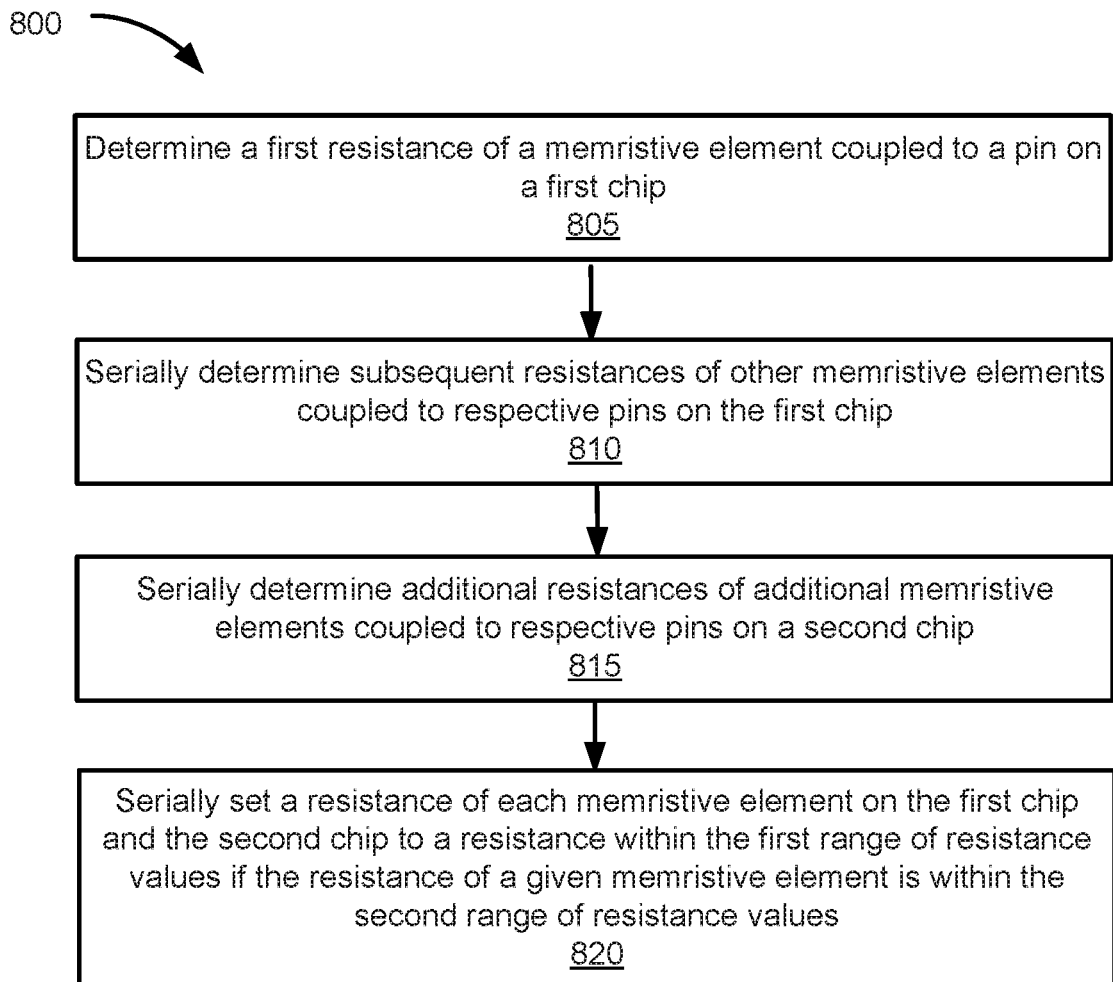 800
Determine a first resistance of a memristive element coupled to a pin on
a first chip
805
Serially determine subsequent resistances of other memristive elements
coupled to respective pins on the first chip
810
Serially determine additional resistances of additional memristive
elements coupled to respective pins on a second chip
815
Serially set a resistance of each memristive element on the first chip
and the second chip to a resistance within the first range of resistance
values if the resistance of a given memristive element is within the
second range of resistance values
820